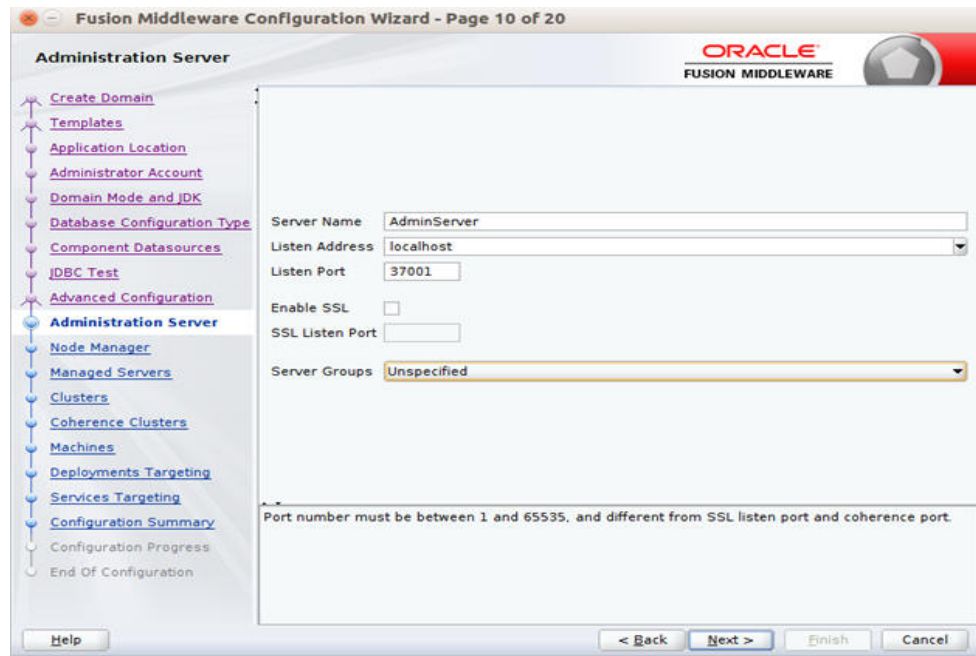 Fusion Middleware Configuration Wizard - Page 10 of 20
Administration Server
ORACLE
FUSION MIDDLEWARE
Create Domain
Templates
Application Location
Administrator Account
Domain Mode and JDK
Database Configuration Type
Component Datasources
JDBC Test
Advanced Configuration
Administration Server
Node Manager
Managed Servers
Clusters
Coherence Clusters
Machines
Deployments Targeting
Services Targeting
Configuration Summary
Configuration Progress
End Of Configuration
Server Name AdminServer
Listen Address localhost
Listen Port 37001
Enable SSL
SSL Listen Port
Server Groups Unspecified
Port number must be between 1 and 65535, and different from SSL listen port and coherence port.
Help < Back Next > Finish Cancel